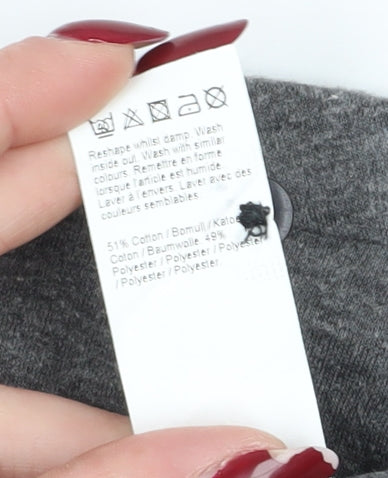 Reshape whilst damp. Wash
inside out. Wash with similar
colours. Remettre en forme
lorsque l'article est humide.
Laver à l'envers. Laver avec des
couleurs semblables.
51% Cotton / Bomull /
Coton / Baumwolle 49%
Polyester / Polyester / Polyester
/ Polyester / Polyester